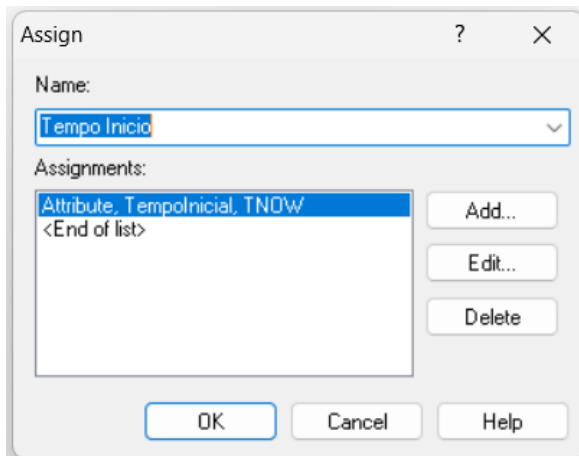 Assign ?
Name:
Tempo Inicio
Assignments:
Attribute, TempoInicial, TNOW
<End of list>
Add...
Edit...
Delete
OK Cancel Help